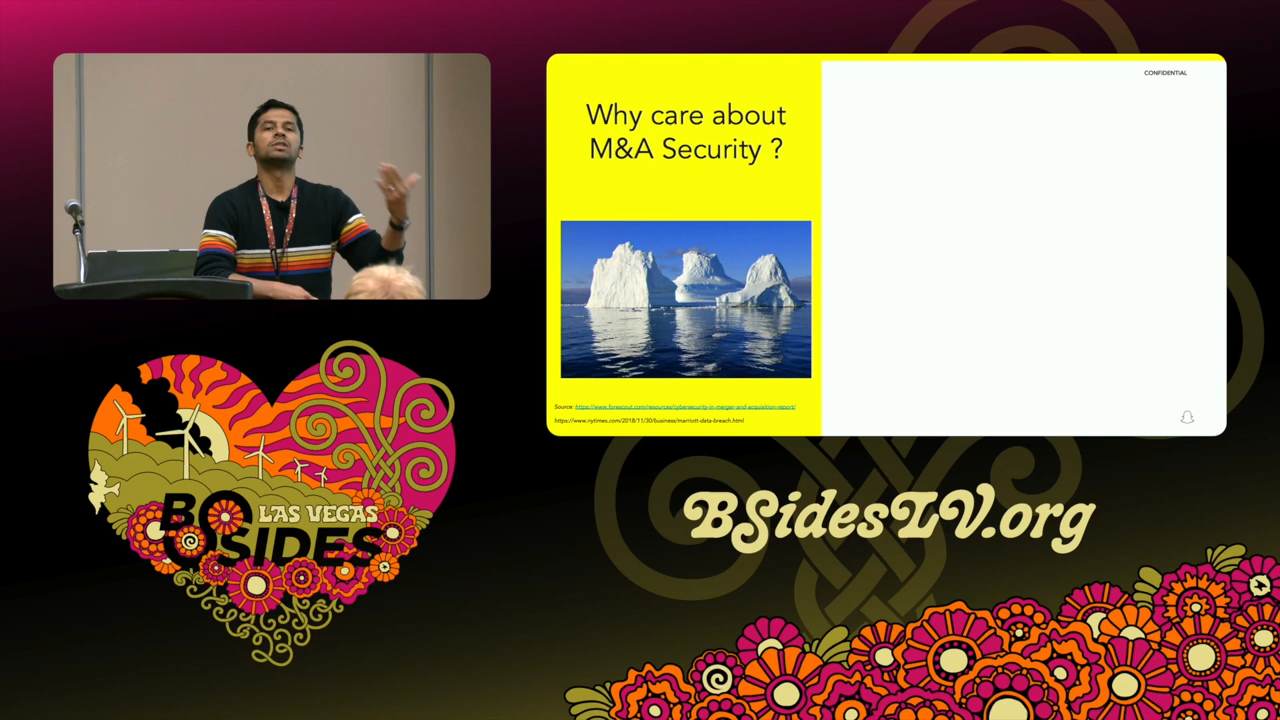 CONFIDENTIAL
Why care about
M&A Security ?
Source: https://www.forescout.com/resources/cybersecurity-in-merger-and-acquisition-report/
https://www.nytimes.com/2018/11/30/business/marriott-data-breach.html
BSidesLV.org
BSIDES
LAS VEGAS
23